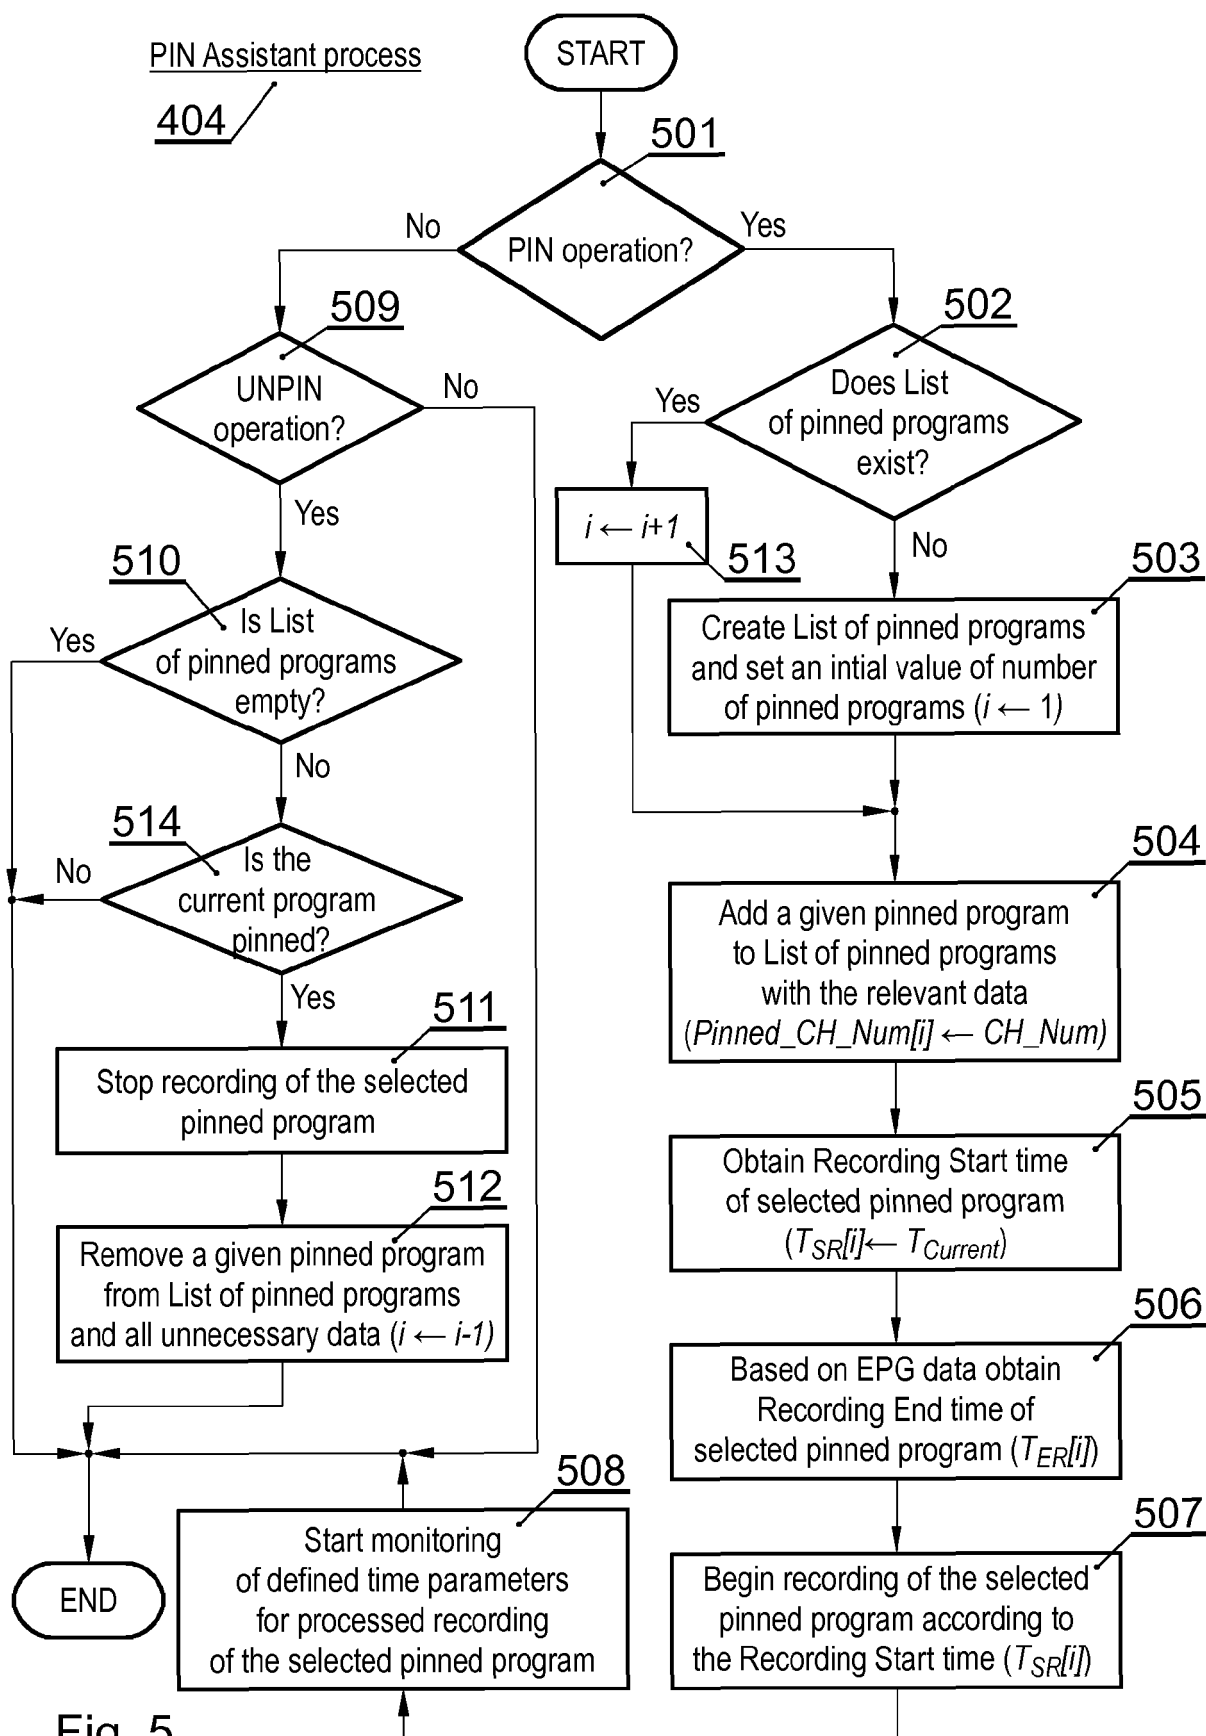 PIN Assistant process
404
START
501
PIN operation?
No
Yes
509
UNPIN
operation?
No
Yes
502
Does List
of pinned programs
exist?
Yes
No
i ← i+1
513
503
Create List of pinned programs
and set an intial value of number
of pinned programs (i ← 1)
510
Is List
of pinned programs
empty?
Yes
No
514
Is the
current program
pinned?
No
Yes
504
Add a given pinned program
to List of pinned programs
with the relevant data
(Pinned_CH_Num[i] ← CH_Num)
511
Stop recording of the selected
pinned program
505
Obtain Recording Start time
of selected pinned program
(T_SR[i]← T_Current)
512
Remove a given pinned program
from List of pinned programs
and all unnecessary data (i ← i-1)
506
Based on EPG data obtain
Recording End time of
selected pinned program (T_ER[i])
507
Begin recording of the selected
pinned program according to
the Recording Start time (T_SR[i])
508
Start monitoring
of defined time parameters
for processed recording
of the selected pinned program
END
Fig. 5